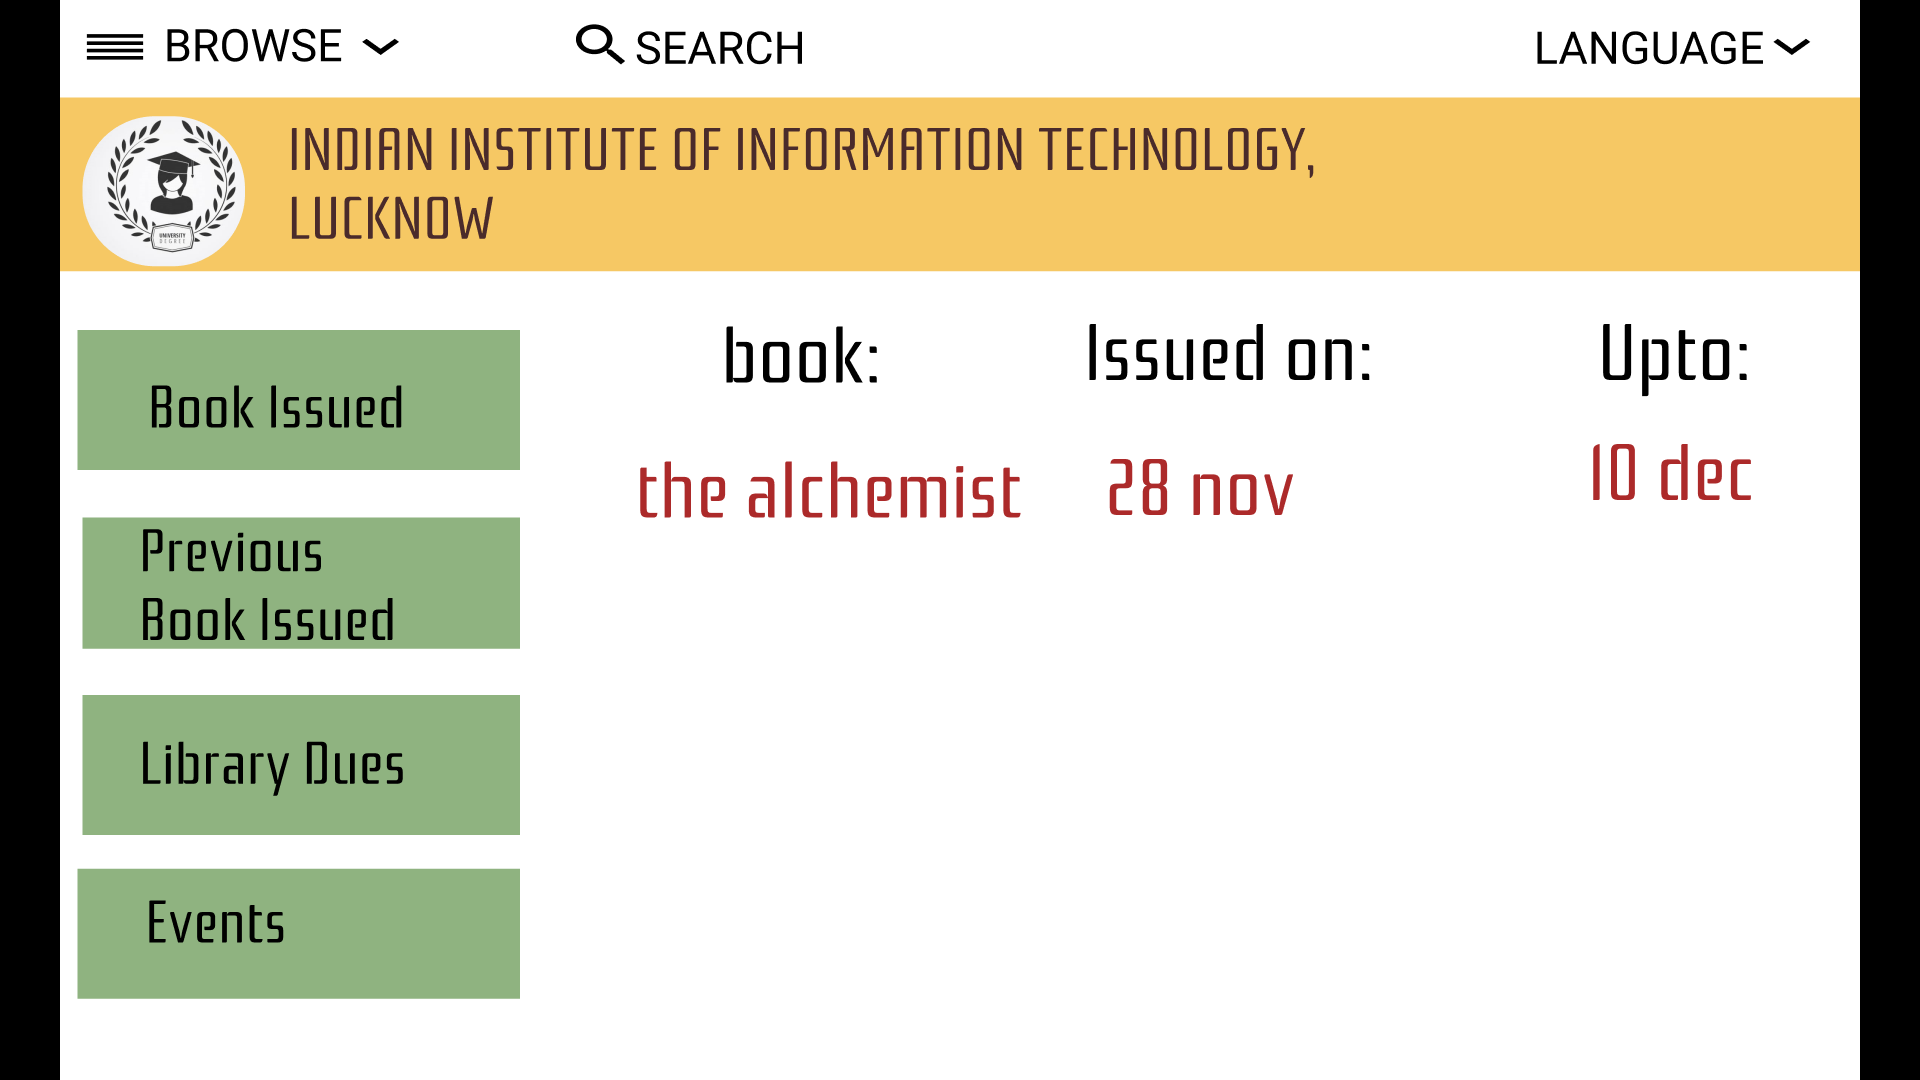 BROWSE
SEARCH
LANGUAGE
INDIAN INSTITUTE OF INFORMATION TECHNOLOGY,
LUCKNOW
UNIVERSITY
DEGREE
Book Issued
Previous
Book Issued
Library Dues
Events
book:
Issued on:
Upto:
the alchemist
28 nov
10 dec